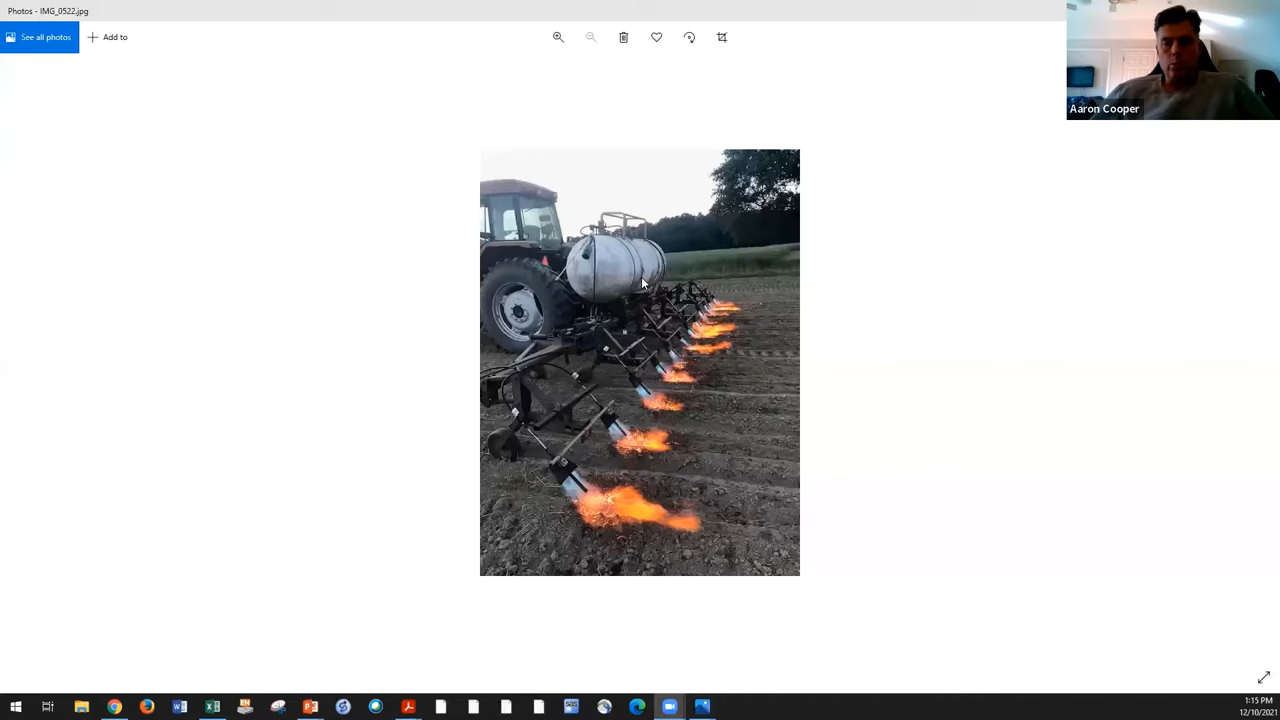 Photos - IMG_0522.jpg
See all photos
Add to
Aaron Cooper
1:15 PM
12/10/2021